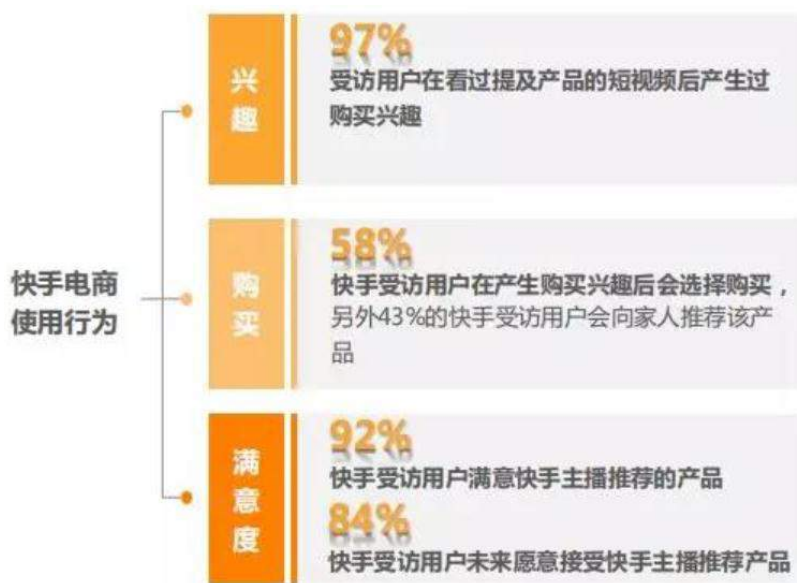 快手电商
使用行为
兴趣
97%
受访用户在看过提及产品的短视频后产生过
购买兴趣
购买
58%
快手受访用户在产生购买兴趣后会选择购买，
另外43%的快手受访用户会向家人推荐该产
品
满意度
92%
快手受访用户满意快手主播推荐的产品
84%
快手受访用户未来愿意接受快手主播推荐产品